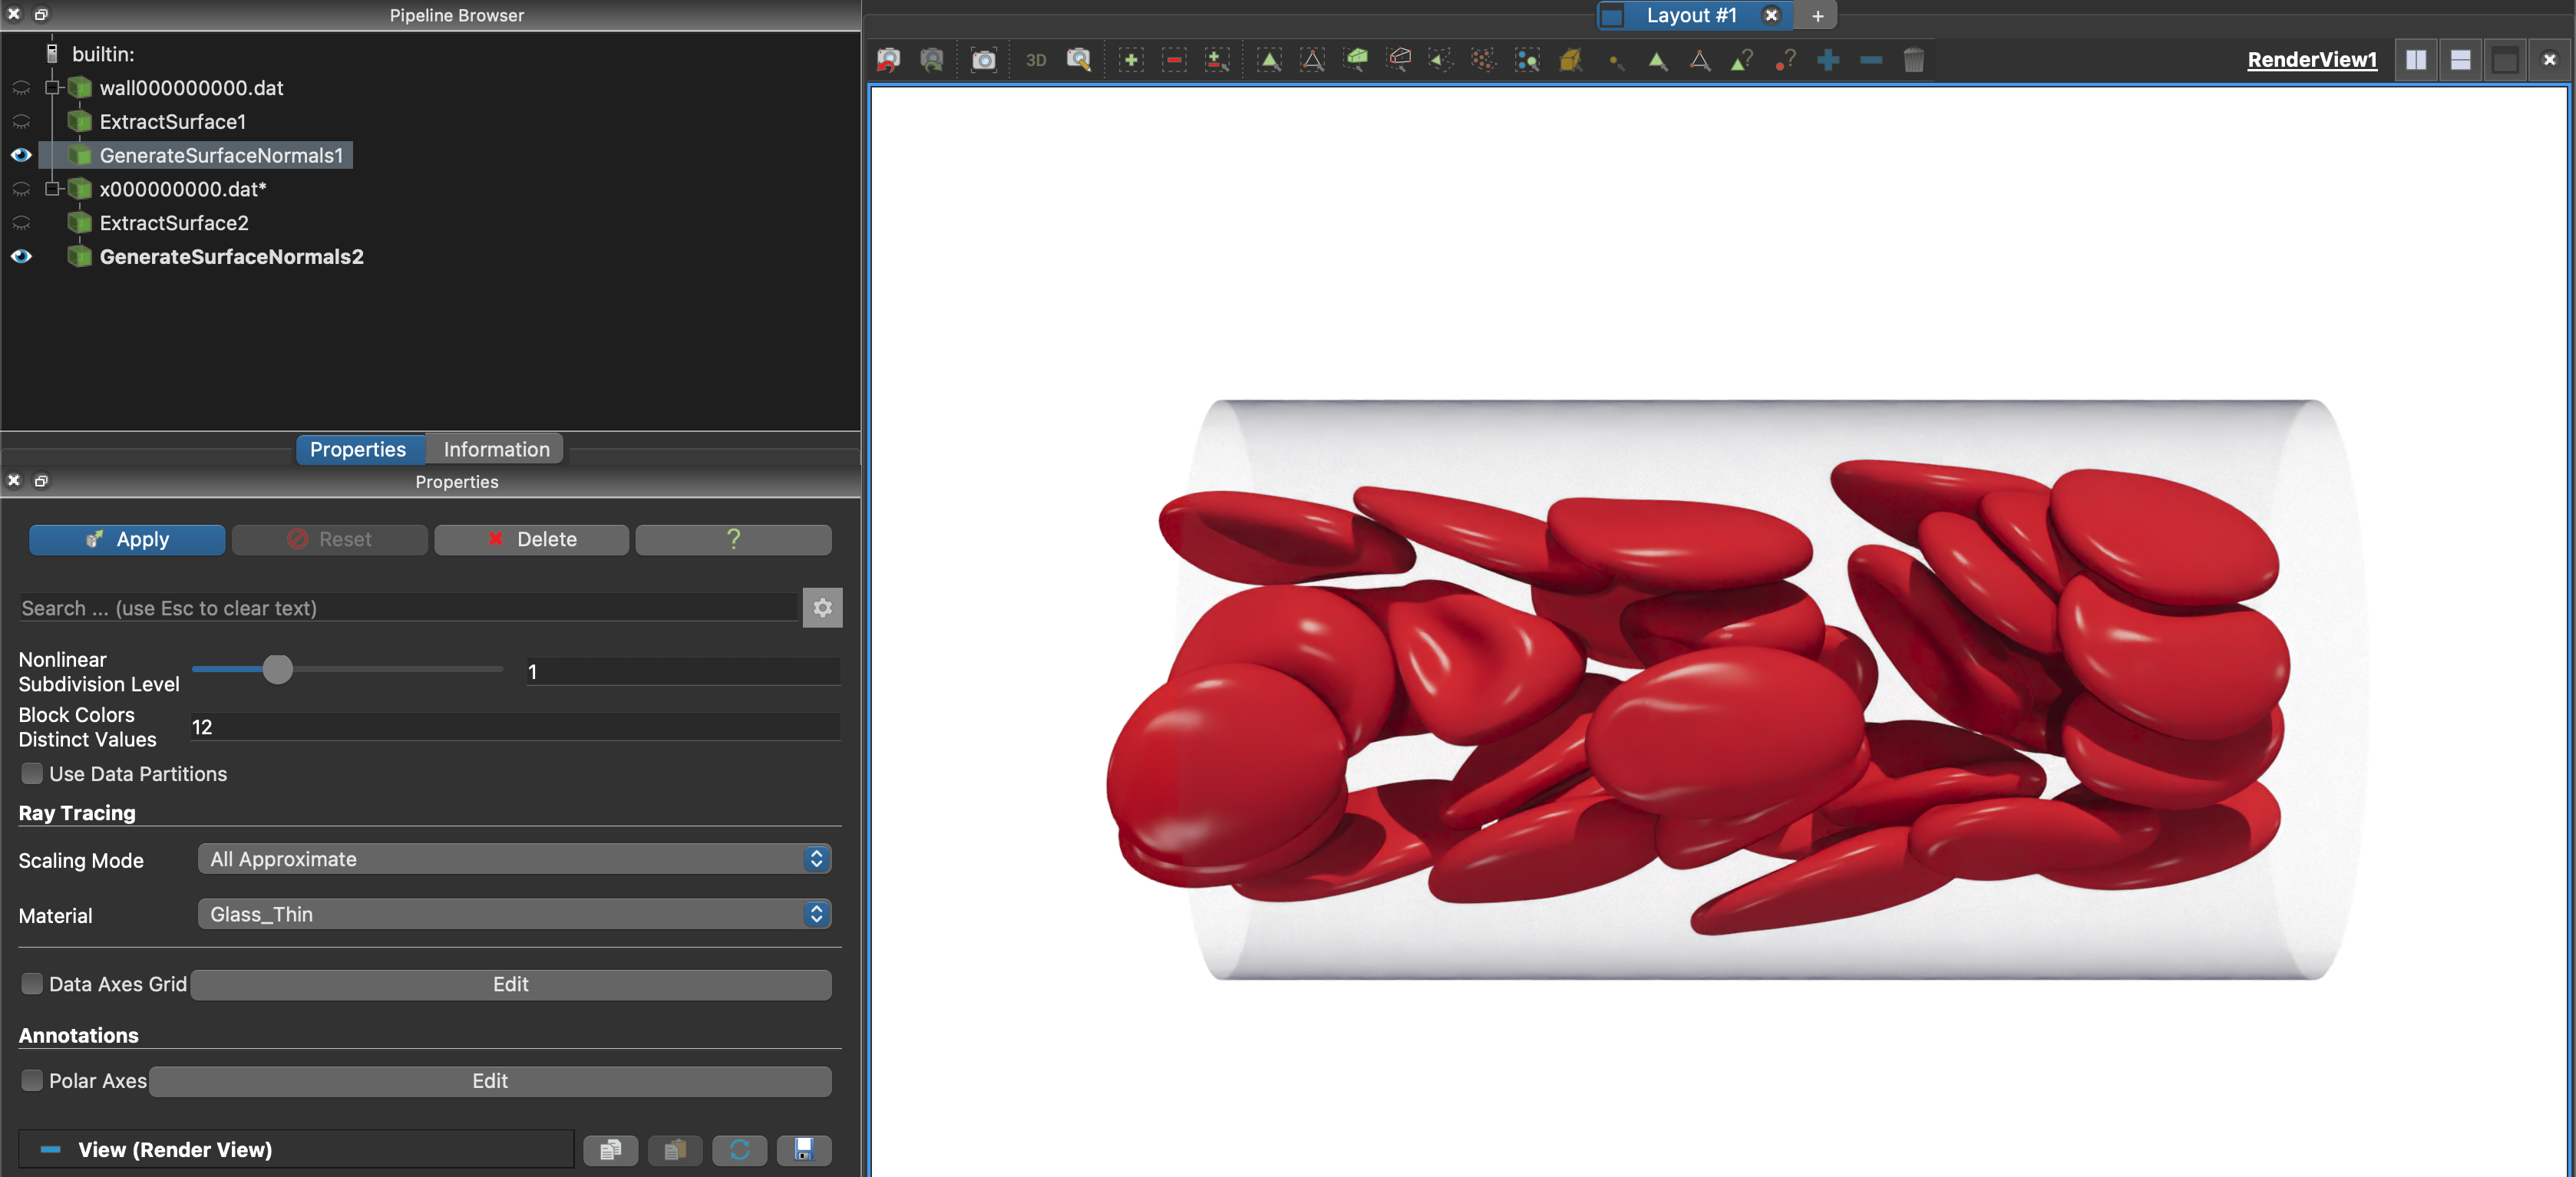 Pipeline Browser
builtin:
wall000000000.dat
ExtractSurface1
GenerateSurfaceNormals1
x000000000.dat*
ExtractSurface2
GenerateSurfaceNormals2
Properties
Information
Properties
Apply
Reset
Delete
?
Search ... (use Esc to clear text)
Nonlinear
Subdivision Level
1
Block Colors
Distinct Values
12
Use Data Partitions
Ray Tracing
Scaling Mode
All Approximate
Material
Glass_Thin
Data Axes Grid
Edit
Annotations
Polar Axes
Edit
View (Render View)
Layout #1
+
3D
RenderView1